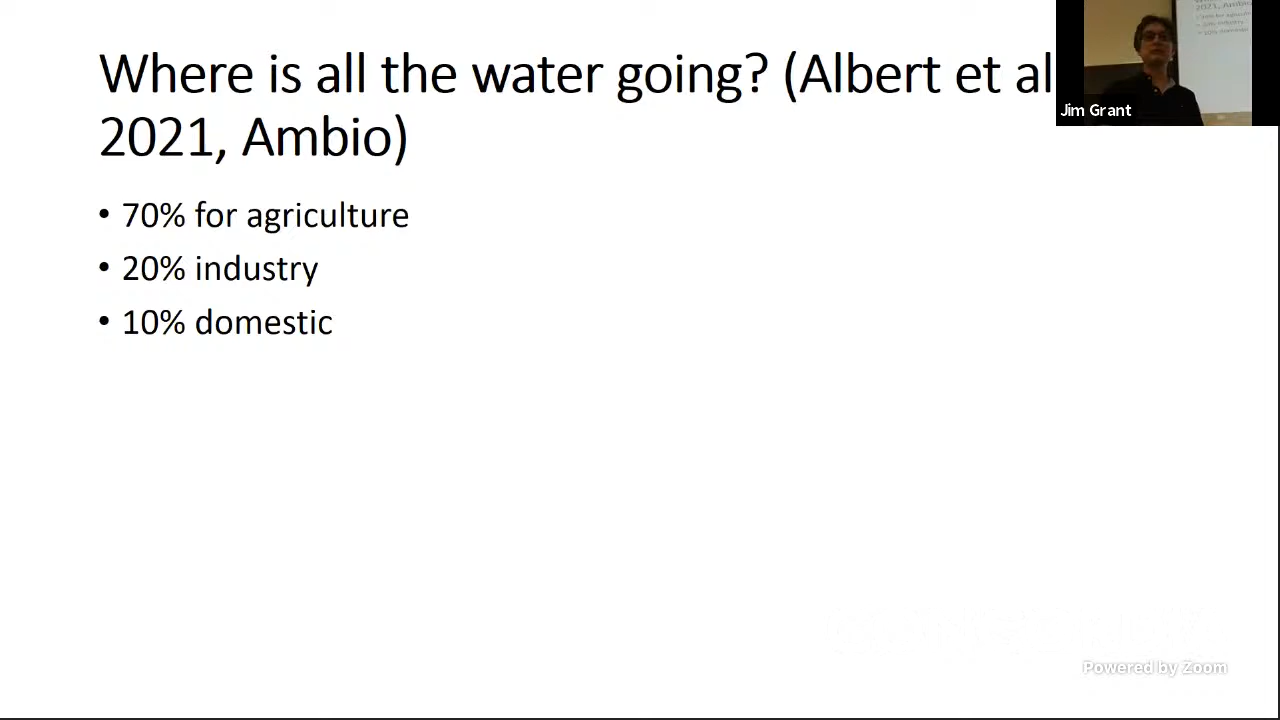 Where is all the water going? (Albert et al
2021, Ambio)
• 70% for agriculture
• 20% industry
• 10% domestic
Jim Grant
Powered by Zoom